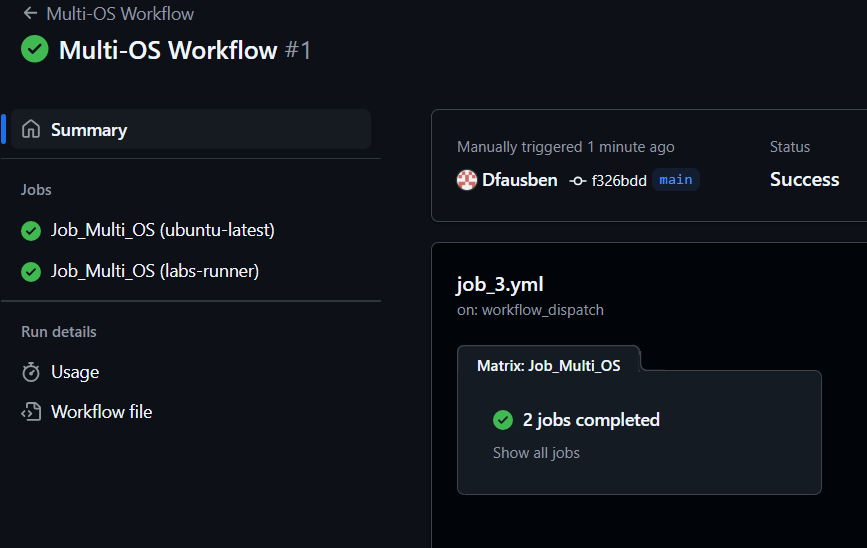 Multi-OS Workflow
Multi-OS Workflow #1
Summary
Jobs
Job_Multi_OS (ubuntu-latest)
Job_Multi_OS (labs-runner)
Run details
Usage
Workflow file
Manually triggered 1 minute ago
Dfausben f326bdd main
Status
Success
job_3.yml
on: workflow_dispatch
Matrix: Job_Multi_OS
2 jobs completed
Show all jobs